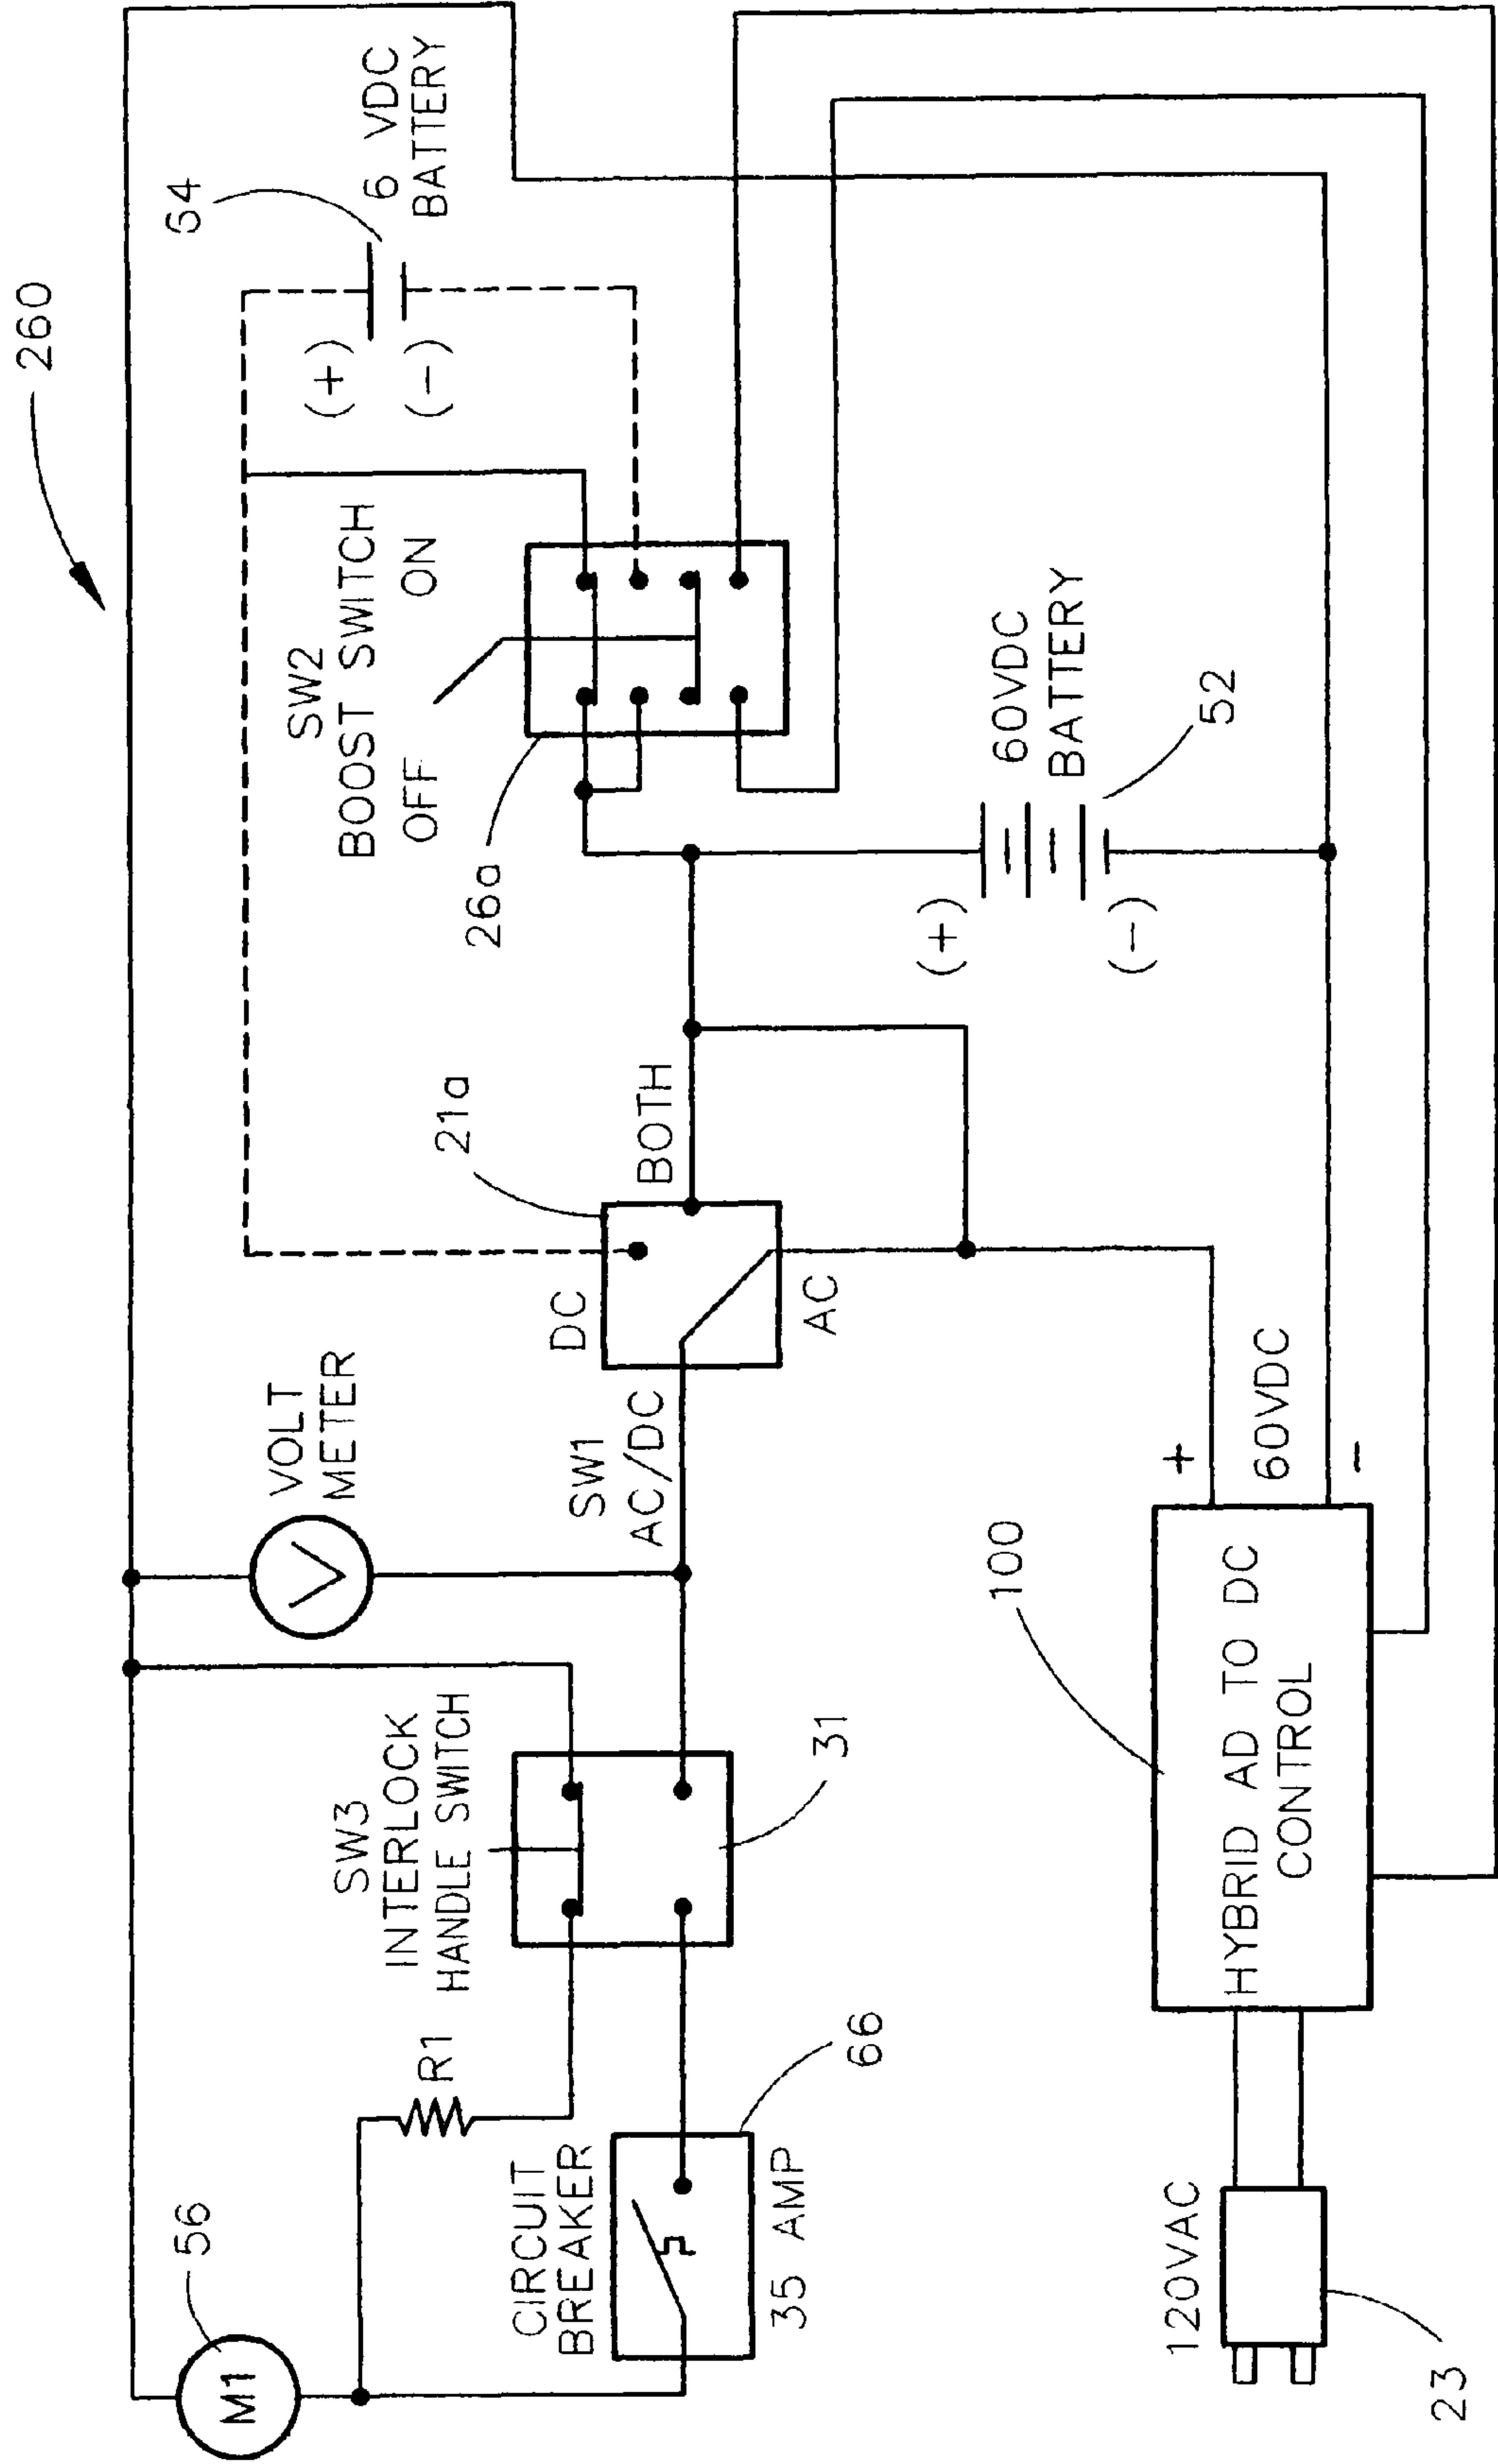 260
54
6 VDC
BATTERY
(+)
(-)
SW2
BOOST SWITCH
OFF ON
26a
60VDC
BATTERY
52
(+)
(-)
21a
BOTH
DC
AC
SW1
AC/DC
VOLT
METER
V
SW3
INTERLOCK
HANDLE SWITCH
31
R1
CIRCUIT
BREAKER
35 AMP
66
56
M1
100
HYBRID AD TO DC
CONTROL
+
60VDC
-
120VAC
23